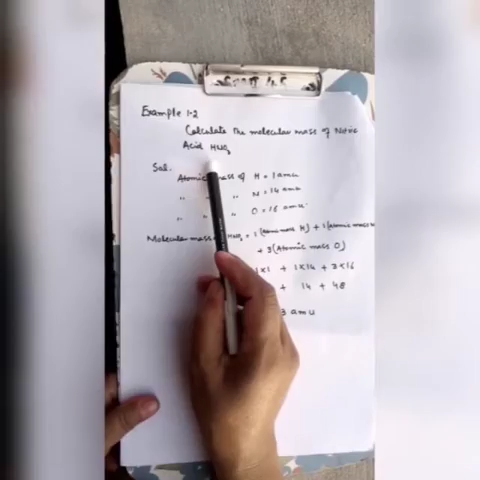 Example 1.2
Calculate the molecular mass of Nitric
Acid HNO3
Sol.
Atomic mass of H = 1 amu
" " " N = 14 amu
" " " O = 16 amu
Molecular mass HNO3 = 1 (Atomic mass H) + 1 (Atomic mass
+ 3 (Atomic mass O)
1×1 + 1×14 + 3×16
+ 14 + 48
3 amu